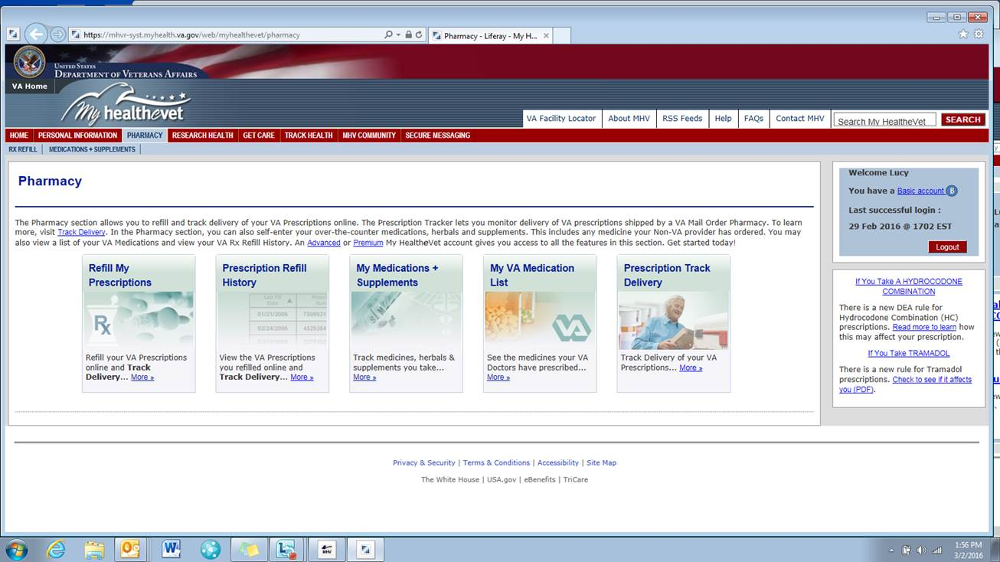 https://mhvr-syst.myhealth.va.gov/web/myhealthevet/pharmacy
Pharmacy - Liferay - My H...
UNITED STATES
DEPARTMENT OF VETERANS AFFAIRS
VA Home
My healthevet
VA Facility Locator
About MHV
RSS Feeds
Help
FAQs
Contact MHV
Search My HealtheVet
SEARCH
HOME
PERSONAL INFORMATION
PHARMACY
RESEARCH HEALTH
GET CARE
TRACK HEALTH
MHV COMMUNITY
SECURE MESSAGING
RX REFILL
MEDICATIONS + SUPPLEMENTS
Pharmacy
The Pharmacy section allows you to refill and track delivery of your VA Prescriptions online. The Prescription Tracker lets you monitor delivery of VA prescriptions shipped by a VA Mail Order Pharmacy. To learn
more, visit Track Delivery. In the Pharmacy section, you can also self-enter your over-the-counter medications, herbals and supplements. This includes any medicine your Non-VA provider has ordered. You may
also view a list of your VA Medications and view your VA Rx Refill History. An Advanced or Premium My HealtheVet account gives you access to all the features in this section. Get started today!
Refill My
Prescriptions
Rx
Refill your VA Prescriptions
online and Track
Delivery... More »
Prescription Refill
History
Last Fill
Date
01/21/2006 7509931
02/24/2006 4529384
View the VA Prescriptions
you refilled online and
Track Delivery... More »
My Medications +
Supplements
Track medicines, herbals &
supplements you take...
More »
My VA Medication
List
VA
See the medicines your VA
Doctors have prescribed...
More »
Prescription Track
Delivery
Track Delivery of your VA
Prescriptions... More »
Welcome Lucy
You have a Basic account B
Last successful login :
29 Feb 2016 @ 1702 EST
Logout
If You Take A HYDROCODONE
COMBINATION
There is a new DEA rule for
Hydrocodone Combination (HC)
prescriptions. Read more to learn how
this may affect your prescription.
If You Take TRAMADOL
There is a new rule for Tramadol
prescriptions. Check to see if it affects
you (PDF).
Privacy & Security | Terms & Conditions | Accessibility | Site Map
The White House | USA.gov | eBenefits | TriCare
MHV
1:56 PM
3/2/2016